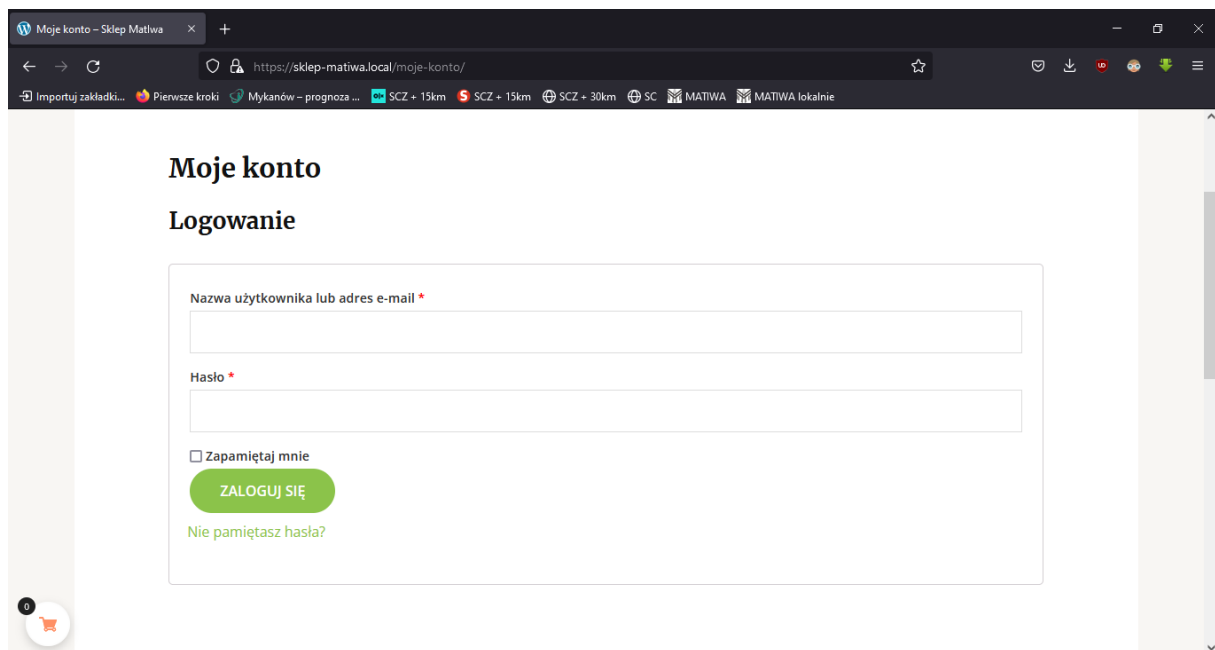 Moje konto – Sklep MatIwa
https://sklep-matiwa.local/moje-konto/
Importuj zakładki... Pierwsze kroki Mykanów – prognoza ... SCZ + 15km SCZ + 15km SCZ + 30km SC MATIWA MATIWA lokalnie
Moje konto
Logowanie
Nazwa użytkownika lub adres e-mail *
Hasło *
Zapamiętaj mnie
ZALOGUJ SIĘ
Nie pamiętasz hasła?
0